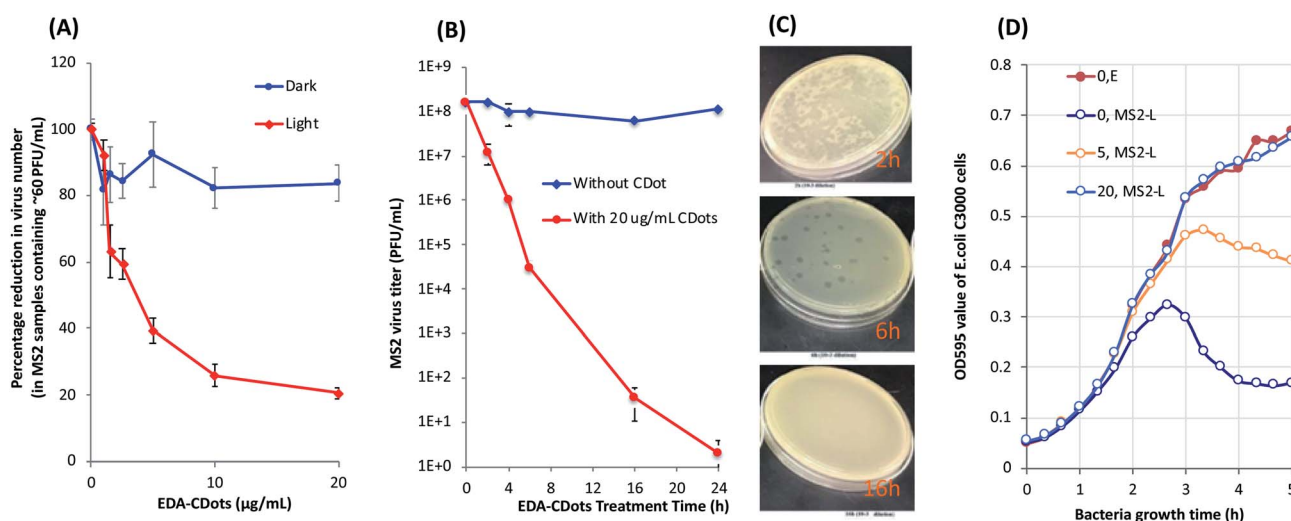 (A)
Percentage reduction in virus number
(in MS2 samples containing ~60 PFU/mL)
120
100
80
60
40
20
0
Dark
Light
0
10
20
EDA-CDots (µg/mL)
(B)
MS2 virus titer (PFU/mL)
1E+9
1E+8
1E+7
1E+6
1E+5
1E+4
1E+3
1E+2
1E+1
1E+0
Without CDot
With 20 ug/mL CDots
0
4
8
12
16
20
24
EDA-CDots Treatment Time (h)
(C)
2h
6h
16h
(D)
OD595 value of E.coli C3000 cells
0.8
0.7
0.6
0.5
0.4
0.3
0.2
0.1
0
0,E
0, MS2-L
5, MS2-L
20, MS2-L
0
1
2
3
4
5
Bacteria growth time (h)